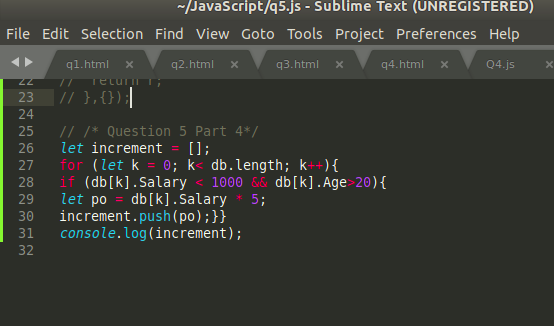 ~/JavaScript/q5.js - Sublime Text (UNREGISTERED)
File Edit Selection Find View Goto Tools Project Preferences Help
q1.html × q2.html × q3.html × q4.html × Q4.js ×
22 // return r;
23 // },{});
24
25 // /* Question 5 Part 4*/
26 let increment = [];
27 for (let k = 0; k< db.length; k++){
28 if (db[k].Salary < 1000 && db[k].Age>20){
29 let po = db[k].Salary * 5;
30 increment.push(po);}}
31 console.log(increment);
32